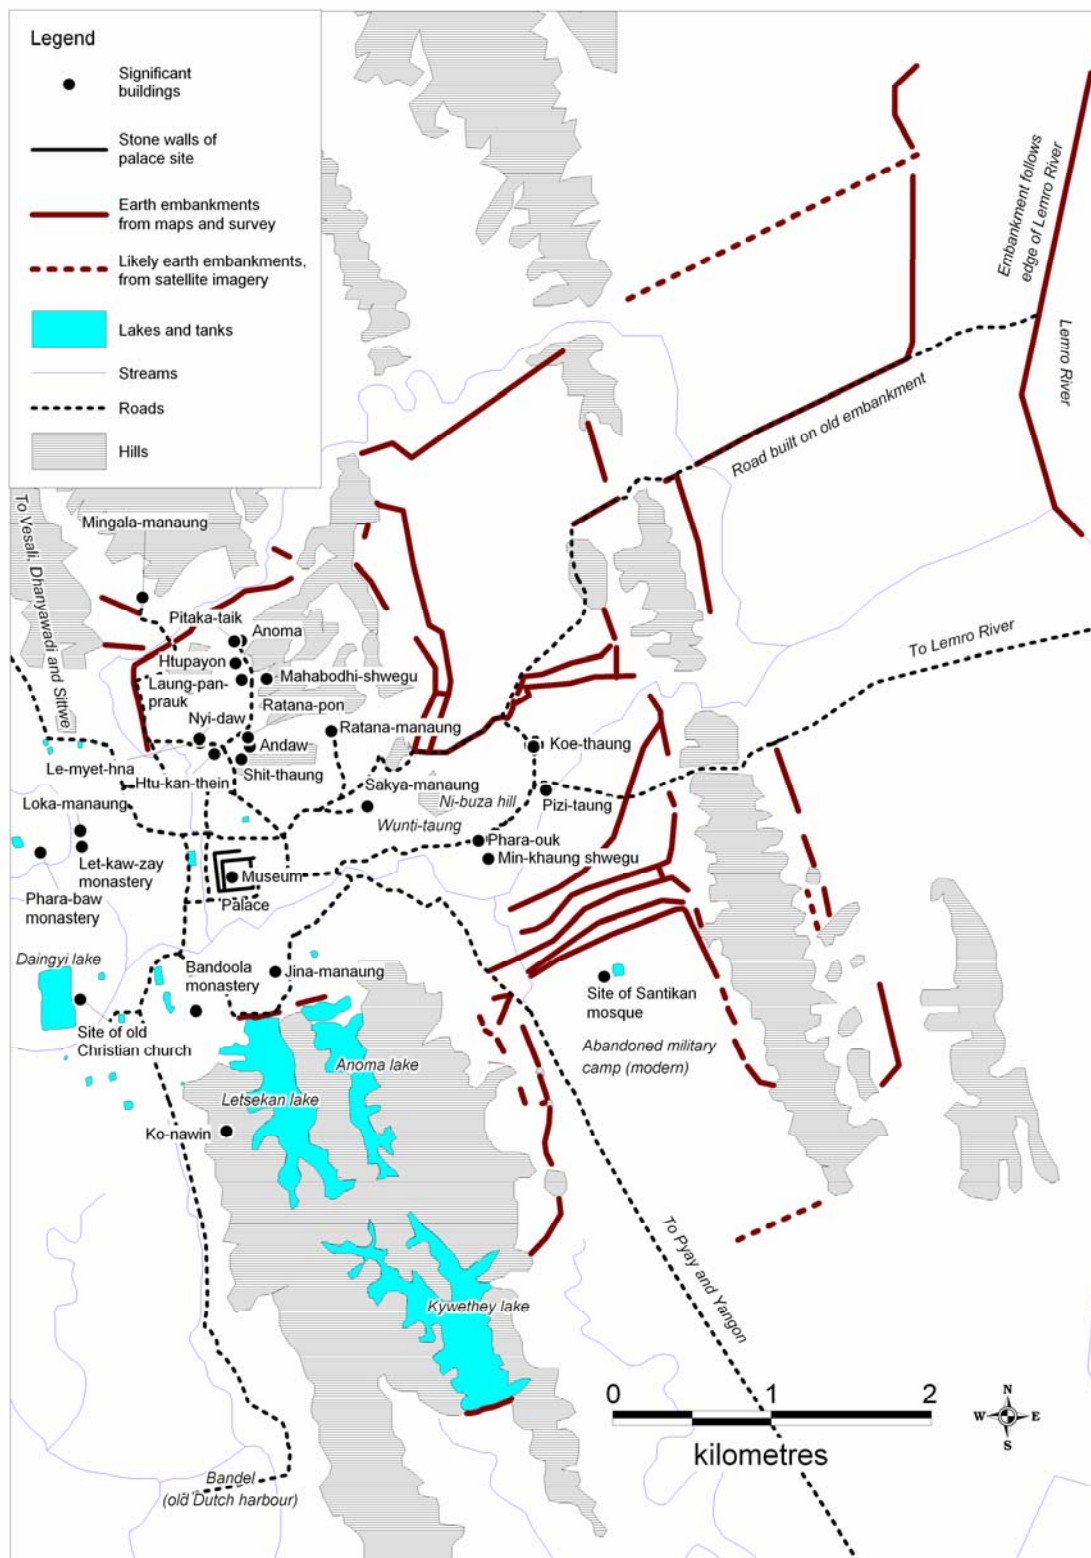 Legend
Significant
buildings
Stone walls of
palace site
Earth embankments
from maps and survey
Likely earth embankments,
from satellite imagery
Lakes and tanks
Streams
Roads
Hills
Embankment follows
edge of Lemro River
Lemro River
Road built on old embankment
To Vesali, Dhanyawadi and Sittwe
Mingala-manaung
Pitaka-taik
Anoma
To Lemro River
Htupayon
Mahabodhi-shwegu
Laung-pan-
prauk
Ratana-pon
Nyi-daw
Ratana-manaung
Andaw
Koe-thaung
Le-myet-hna
Shit-thaung
Htu-kan-thein
Sakya-manaung
Ni-buza hill
Pizi-taung
Loka-manaung
Wunti-taung
Phara-ouk
Let-kaw-zay
monastery
Min-khaung shwegu
Museum
Phara-baw
monastery
Palace
Daingyi lake
Bandoola
monastery
Jina-manaung
Site of Santikan
mosque
Site of old
Christian church
Abandoned military
camp (modern)
Anoma lake
Letsekan lake
Ko-nawin
To Pyay and Yangon
Kywethey lake
0 1 2
kilometres
N
W E
S
Bandel
(old Dutch harbour)